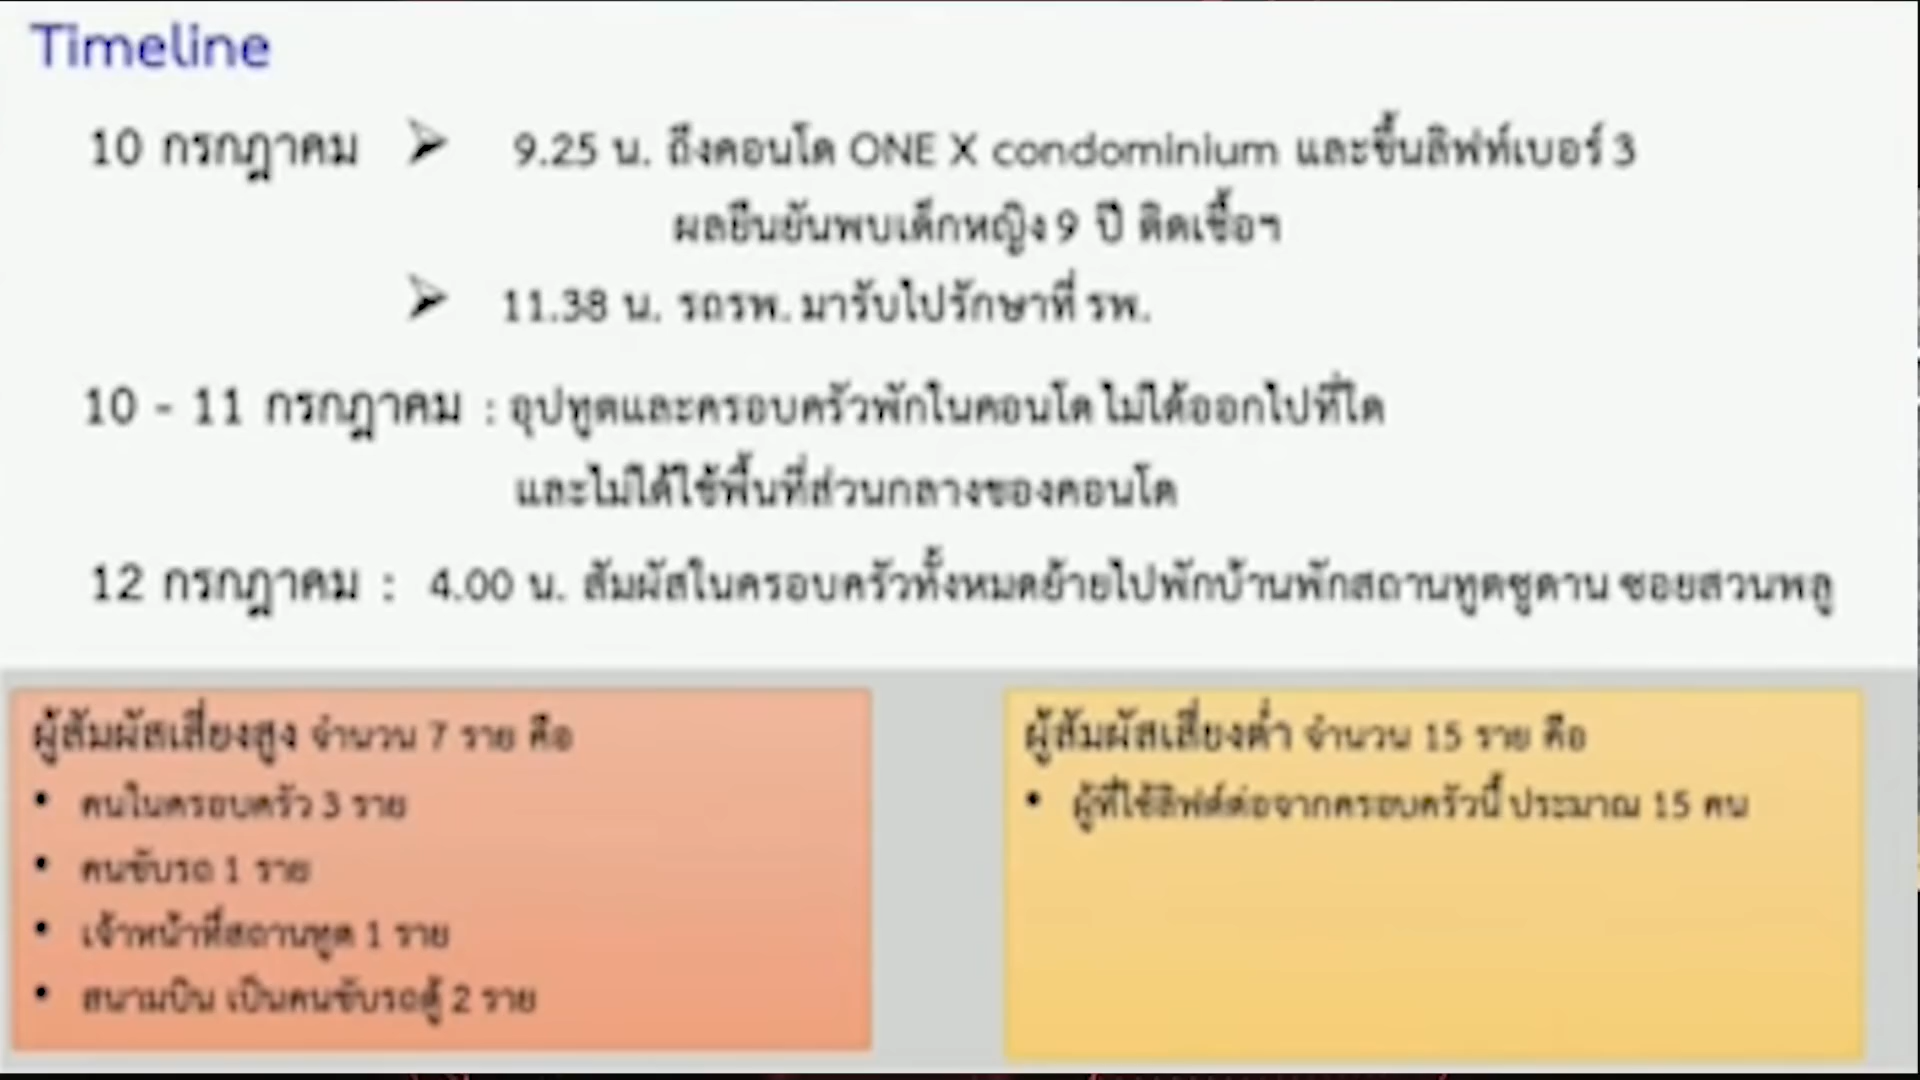 Timeline
10 กรกฎาคม ➢ 9.25 น. ถึงคอนโด ONE X condominium และขึ้นลิฟท์เบอร์ 3
ผลยืนยันพบเด็กหญิง 9 ปี ติดเชื้อฯ
➢ 11.38 น. รถรพ. มารับไปรักษาที่ รพ.
10 - 11 กรกฎาคม : อุปทูตและครอบครัวพักในคอนโด ไม่ได้ออกไปที่ใด
และไม่ได้ใช้พื้นที่ส่วนกลางของคอนโด
12 กรกฎาคม : 4.00 น. สัมผัสในครอบครัวทั้งหมดย้ายไปพักบ้านพักสถานทูตซูดาน ซอยสวนพลู
ผู้สัมผัสเสี่ยงสูง จำนวน 7 ราย คือ
• คนในครอบครัว 3 ราย
• คนขับรถ 1 ราย
• เจ้าหน้าที่สถานทูต 1 ราย
• สนามบิน เป็นคนขับรถตู้ 2 ราย
ผู้สัมผัสเสี่ยงต่ำ จำนวน 15 ราย คือ
• ผู้ที่ใช้ลิฟต์ต่อจากครอบครัวนี้ ประมาณ 15 คน